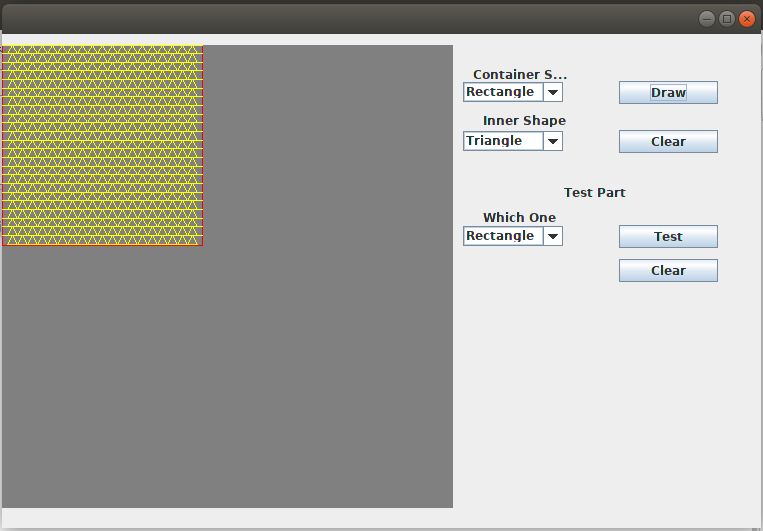 Container S...
Rectangle
Draw
Inner Shape
Triangle
Clear
Test Part
Which One
Rectangle
Test
Clear